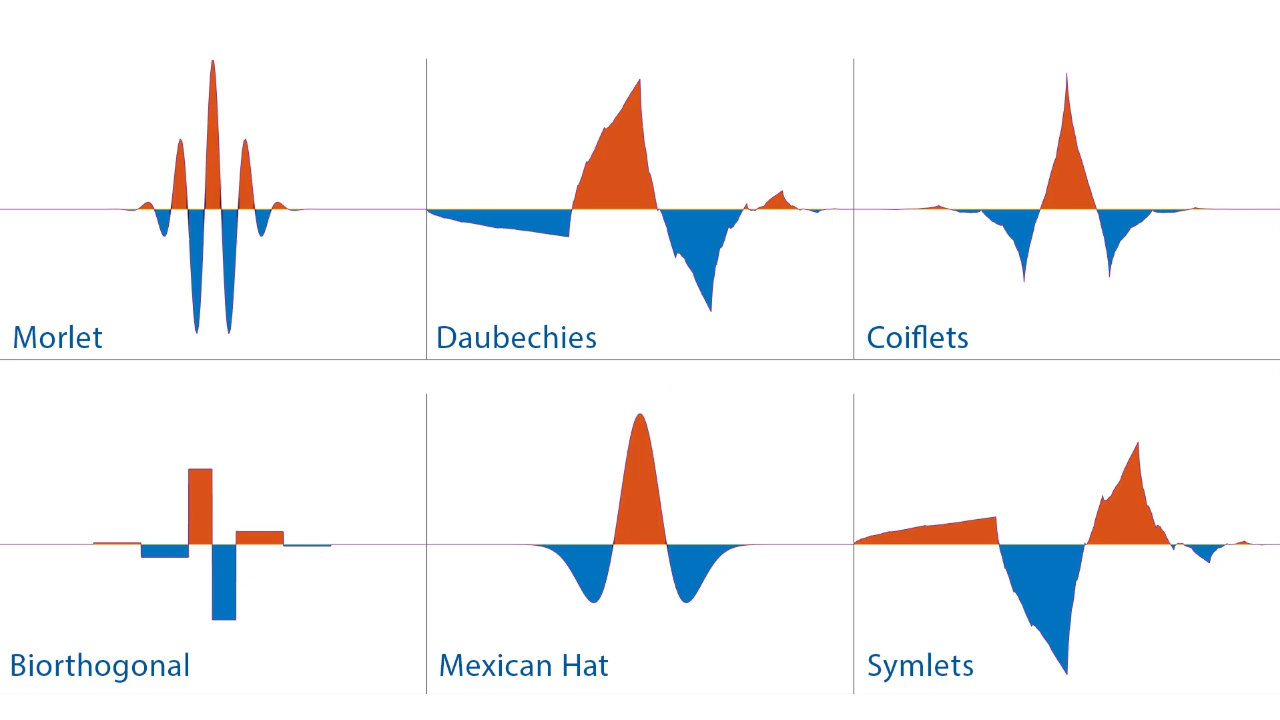 Morlet
Daubechies
Coiflets
Biorthogonal
Mexican Hat
Symlets